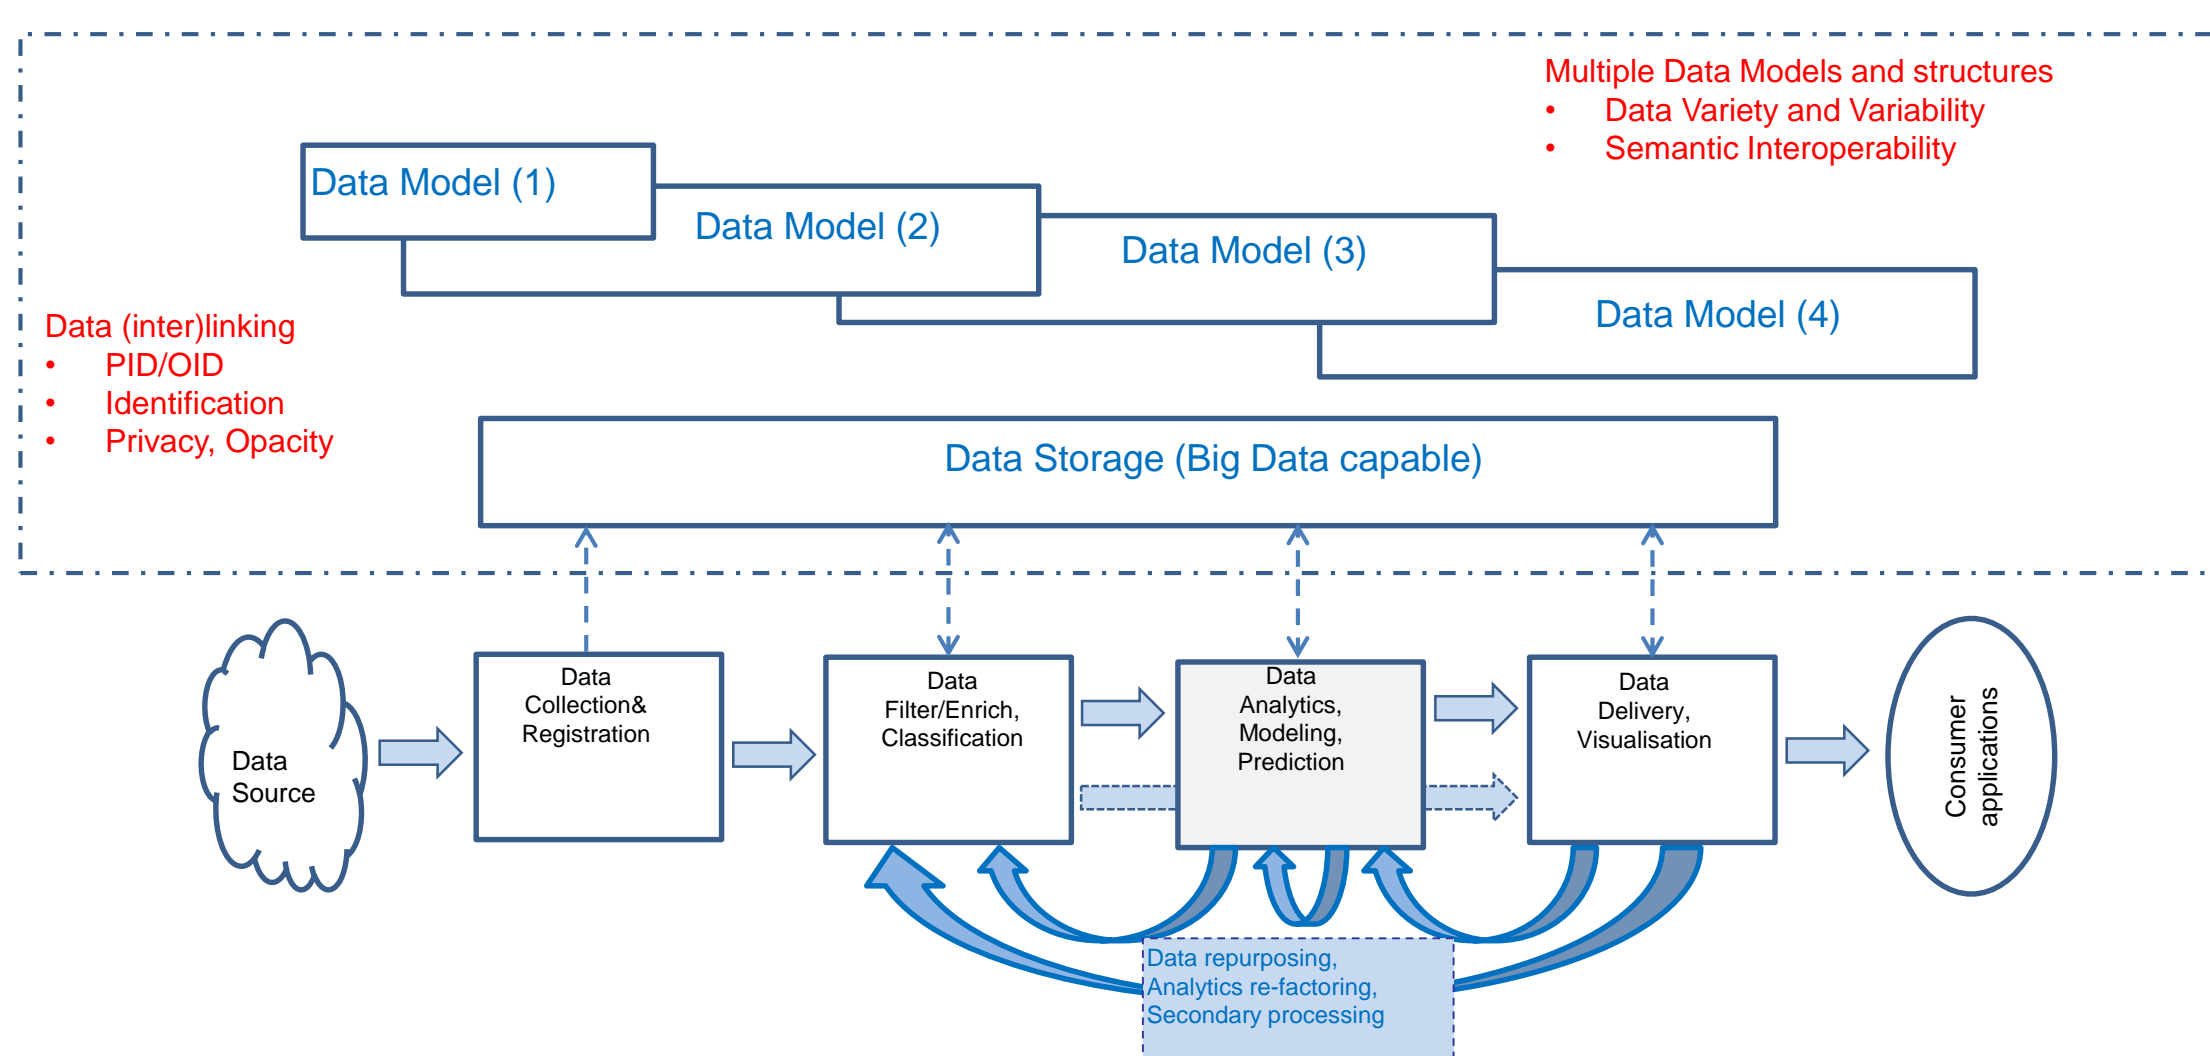 Multiple Data Models and structures
• Data Variety and Variability
• Semantic Interoperability
Data Model (1)
Data Model (2)
Data Model (3)
Data Model (4)
Data (inter)linking
• PID/OID
• Identification
• Privacy, Opacity
Data Storage (Big Data capable)
Data
Source
Data
Collection&
Registration
Data
Filter/Enrich,
Classification
Data
Analytics,
Modeling,
Prediction
Data
Delivery,
Visualisation
Consumer
applications
Data repurposing,
Analytics re-factoring,
Secondary processing